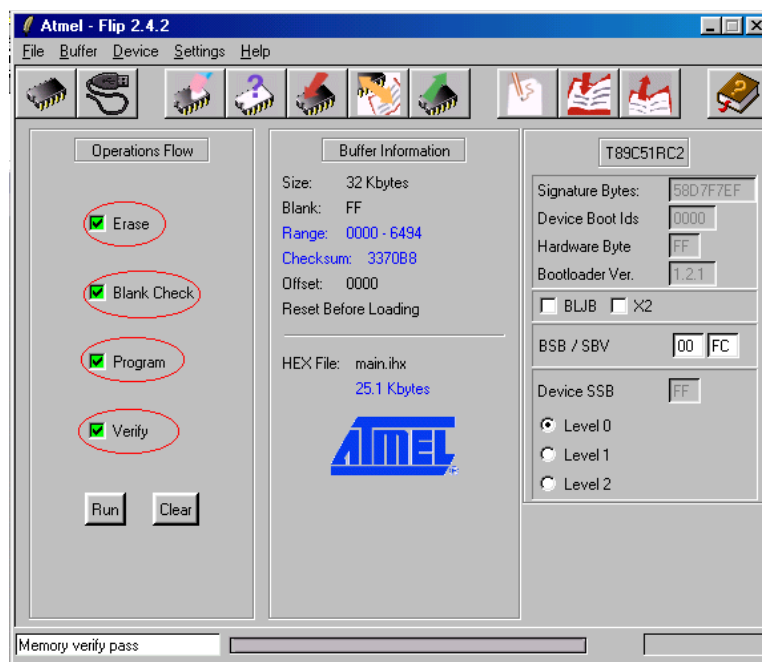 Atmel - Flip 2.4.2
File Buffer Device Settings Help
Operations Flow
Erase
Blank Check
Program
Verify
Run Clear
Buffer Information
Size: 32 Kbytes
Blank: FF
Range: 0000 - 6494
Checksum: 3370B8
Offset: 0000
Reset Before Loading
HEX File: main.ihx
25.1 Kbytes
ATMEL
T89C51RC2
Signature Bytes: 58D7F7EF
Device Boot Ids 0000
Hardware Byte FF
Bootloader Ver. 1.2.1
BLJB X2
BSB / SBV 00 FC
Device SSB FF
Level 0
Level 1
Level 2
Memory verify pass